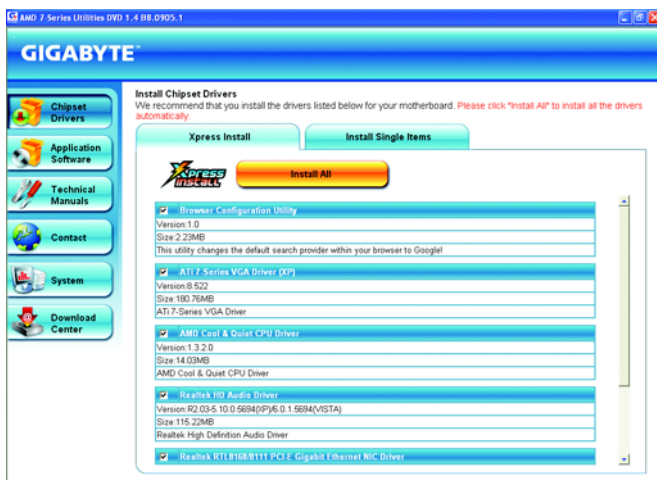 AMD 7-Series Utilities DVD 1.4 B8.0905.1
GIGABYTE™
Chipset
Drivers
Application
Software
Technical
Manuals
Contact
System
Download
Center
Install Chipset Drivers
We recommend that you install the drivers listed below for your motherboard. Please click "Install All" to install all the drivers
automatically.
Xpress Install
Install Single Items
Xpress
Install
Install All
Browser Configuration Utility
Version:1.0
Size:2.23MB
This utility changes the default search provider within your browser to Google!
ATi 7-Series VGA Driver (XP)
Version:8.522
Size:180.76MB
ATi 7-Series VGA Driver
AMD Cool & Quiet CPU Driver
Version:1.3.2.0
Size:14.03MB
AMD Cool & Quiet CPU Driver
Realtek HD Audio Driver
Version:R2.03-5.10.0.5694(XP)/6.0.1.5694(VISTA)
Size:115.22MB
Realtek High Definition Audio Driver
Realtek RTL8168/8111 PCI-E Gigabit Ethernet NIC Driver